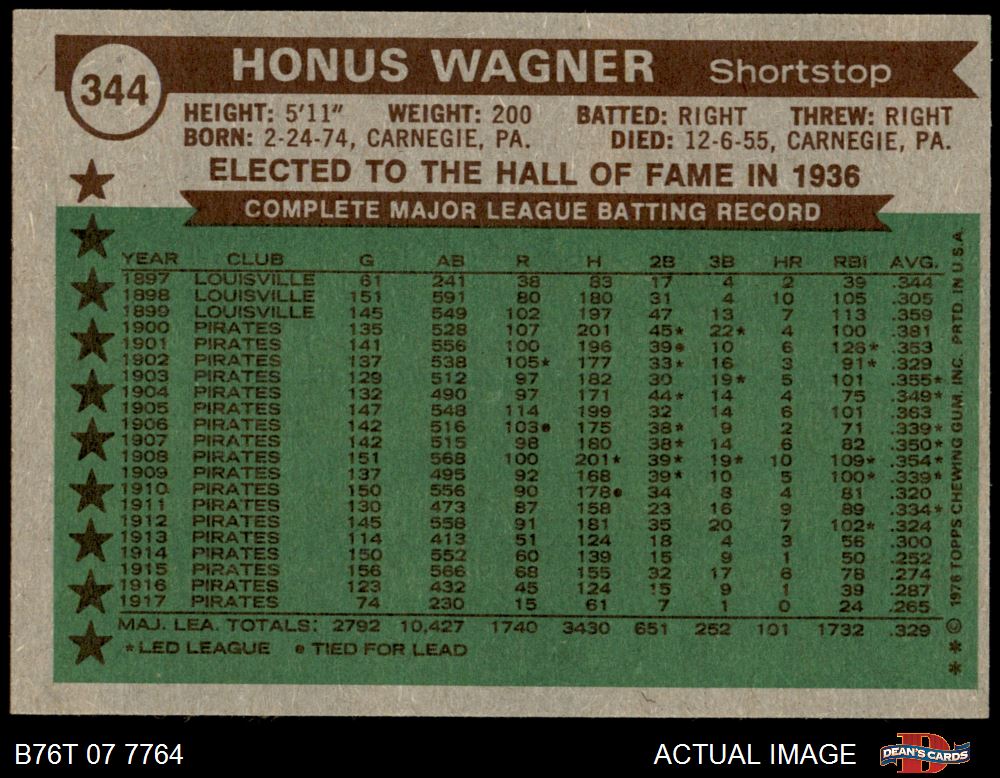 344
HONUS WAGNER Shortstop
HEIGHT: 5'11" WEIGHT: 200 BATTED: RIGHT THREW: RIGHT
BORN: 2-24-74, CARNEGIE, PA. DIED: 12-6-55, CARNEGIE, PA.
ELECTED TO THE HALL OF FAME IN 1936
COMPLETE MAJOR LEAGUE BATTING RECORD
YEAR CLUB G AB R H 2B 3B HR RBI AVG.
1897 LOUISVILLE 61 241 38 83 17 4 2 39 .344
1898 LOUISVILLE 151 591 80 180 31 4 10 105 .305
1899 LOUISVILLE 145 549 102 197 47 13 7 113 .359
1900 PIRATES 135 528 107 201 45* 22* 4 100 .381
1901 PIRATES 141 556 100 196 39• 10 6 126* .353
1902 PIRATES 137 538 105* 177 33* 16 3 91* .329
1903 PIRATES 129 512 97 182 30 19* 5 101 .355*
1904 PIRATES 132 490 97 171 44* 14 4 75 .349*
1905 PIRATES 147 548 114 199 32 14 6 101 .363
1906 PIRATES 142 516 103• 175 38* 9 2 71 .339*
1907 PIRATES 142 515 98 180 38* 14 6 82 .350*
1908 PIRATES 151 568 100 201* 39* 19* 10 109* .354*
1909 PIRATES 137 495 92 168 39* 10 5 100* .339*
1910 PIRATES 150 556 90 178• 34 8 4 81 .320
1911 PIRATES 130 473 87 158 23 16 9 89 .334*
1912 PIRATES 145 558 91 181 35 20 7 102* .324
1913 PIRATES 114 413 51 124 18 4 3 56 .300
1914 PIRATES 150 552 60 139 15 9 1 50 .252
1915 PIRATES 156 566 68 155 32 17 6 78 .274
1916 PIRATES 123 432 45 124 15 9 1 39 .287
1917 PIRATES 74 230 15 61 7 1 0 24 .265
MAJ. LEA. TOTALS: 2792 10,427 1740 3430 651 252 101 1732 .329
*LED LEAGUE • TIED FOR LEAD
**© 1976 TOPPS CHEWING GUM, INC. PRTD. IN U.S.A.
B76T 07 7764 ACTUAL IMAGE DEAN'S CARDS